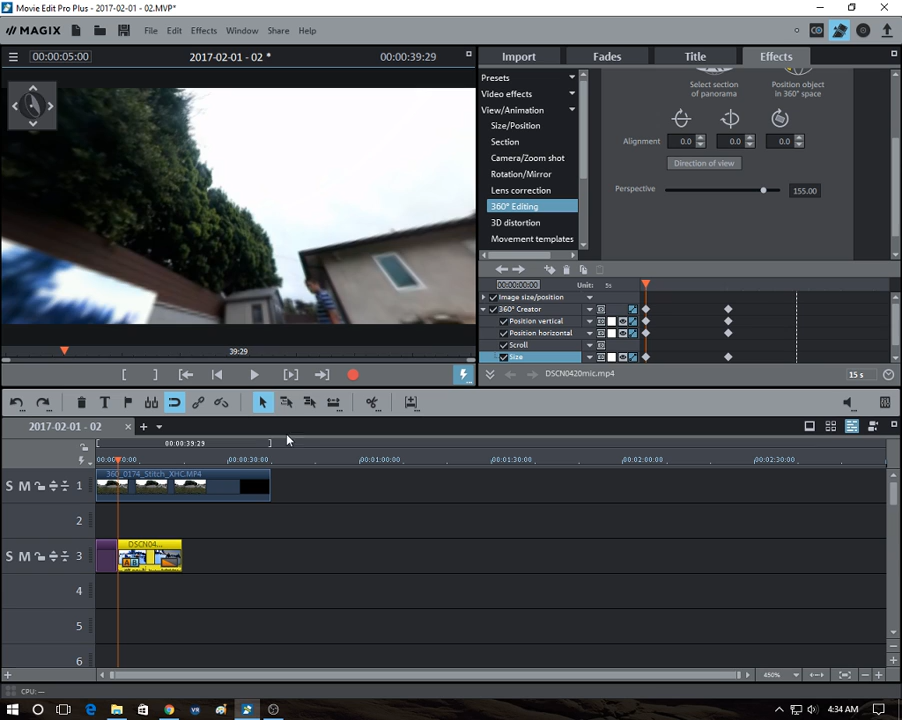 Movie Edit Pro Plus - 2017-02-01 - 02.MVP*
MAGIX
File Edit Effects Window Share Help
00:00:05:00
2017-02-01 - 02 *
00:00:39:29
Import
Fades
Title
Effects
Presets
Video effects
View/Animation
Size/Position
Section
Camera/Zoom shot
Rotation/Mirror
Lens correction
360° Editing
3D distortion
Movement templates
Select section
of panorama
Position object
in 360° space
Alignment 0.0 0.0 0.0
Direction of view
Perspective 155.00
00:00:00:00
Unit: 5s
Image size/position
360° Creator
Position vertical
Position horizontal
Scroll
Size
39:29
DSCN0420mic.mp4
15 s
2017-02-01 - 02
00:00:39:29
00:00:30:00
00:01:00:00
00:01:30:00
00:02:00:00
00:02:30:00
S M 1
360_0174_Stitch_XHC.MP4
2
S M 3
DSCN04...
4
5
6
450%
CPU: —
4:34 AM